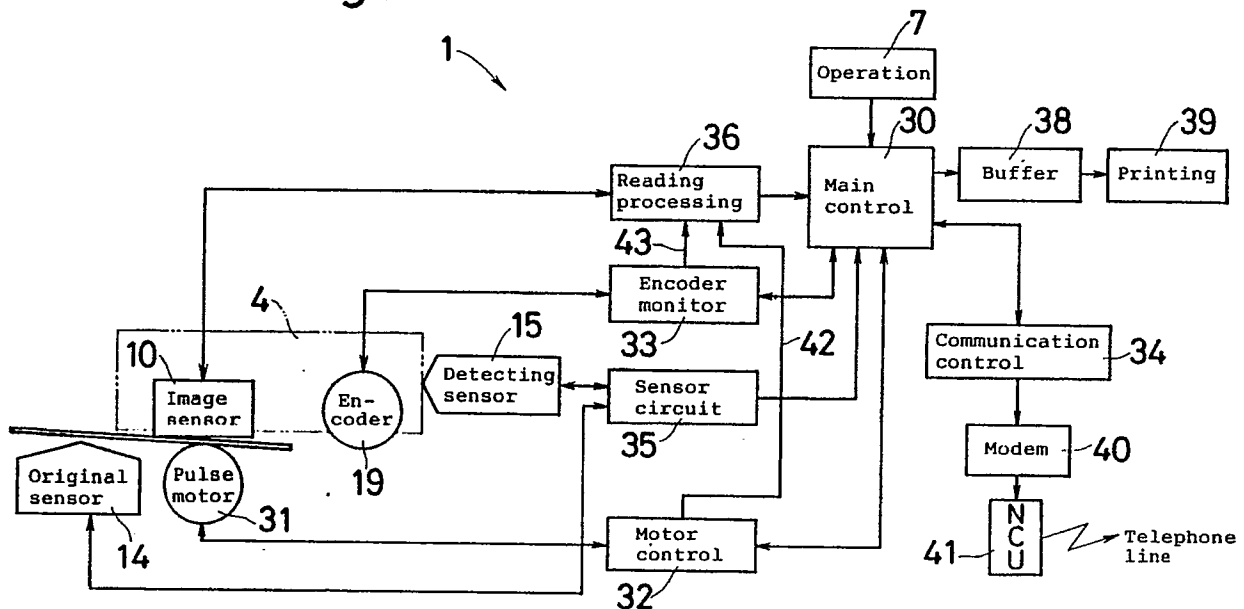 1
7
Operation
36
30
38
39
Reading
processing
Main
control
Buffer
Printing
43
4
Encoder
monitor
33
42
15
10
Image
sensor
En-
coder
Detecting
sensor
Sensor
circuit
35
Communication
control
34
19
Original
sensor
14
Pulse
motor
31
Modem
40
Motor
control
32
NCU
41
Telephone
line